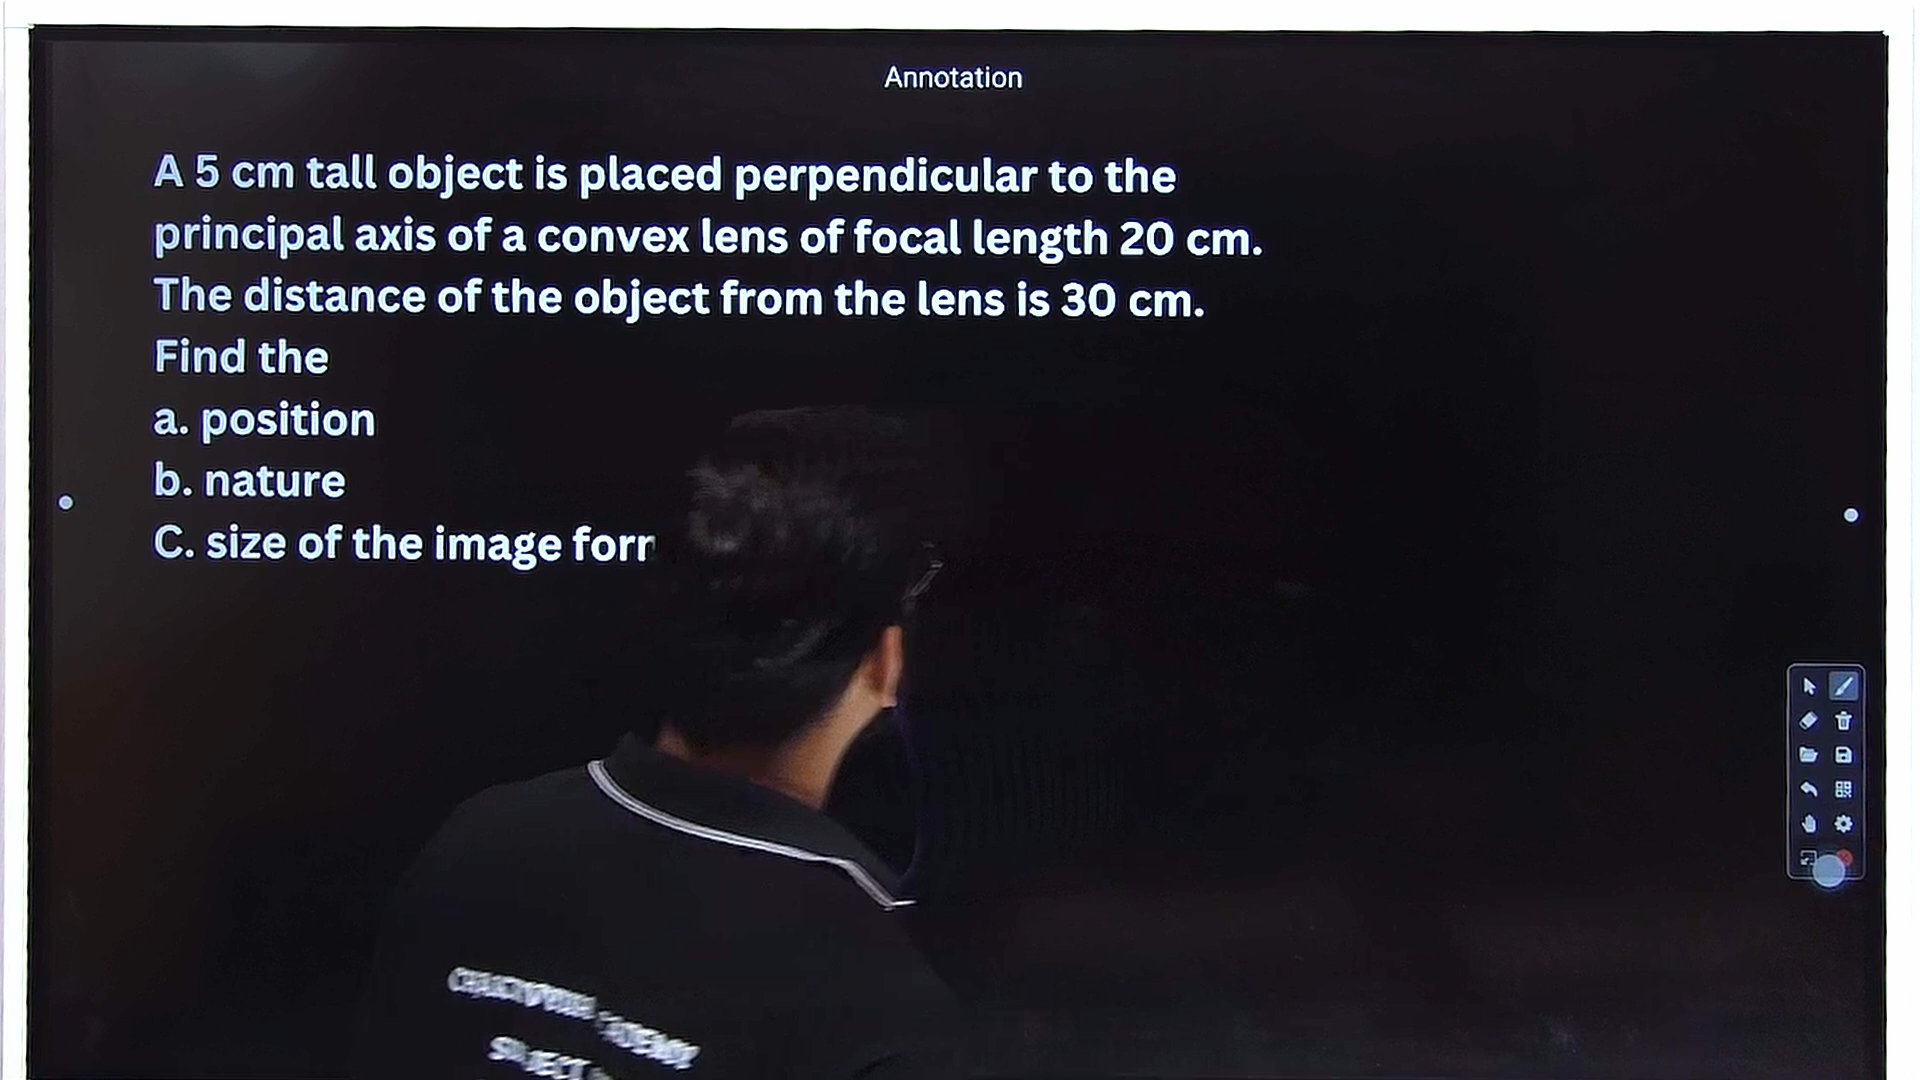 Annotation
A 5 cm tall object is placed perpendicular to the
principal axis of a convex lens of focal length 20 cm.
The distance of the object from the lens is 30 cm.
Find the
a. position
b. nature
C. size of the image